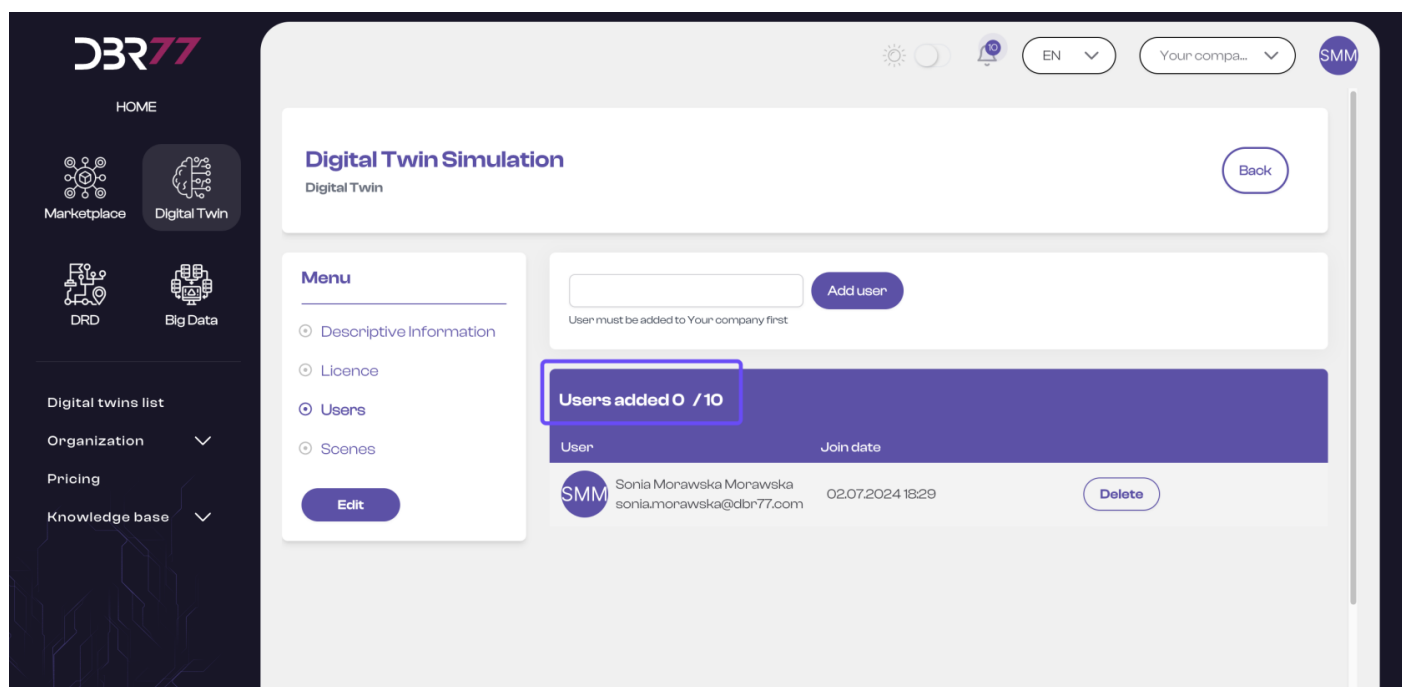 DBR77
10
EN
Your compa...
SMM
HOME
Marketplace
Digital Twin
DRD
Big Data
Digital twins list
Organization
Pricing
Knowledge base
Digital Twin Simulation
Digital Twin
Back
Menu
Descriptive Information
Licence
Users
Scenes
Edit
Add user
User must be added to Your company first
Users added 0 / 10
User Join date
SMM
Sonia Morawska Morawska
sonia.morawska@dbr77.com
02.07.2024 18:29
Delete